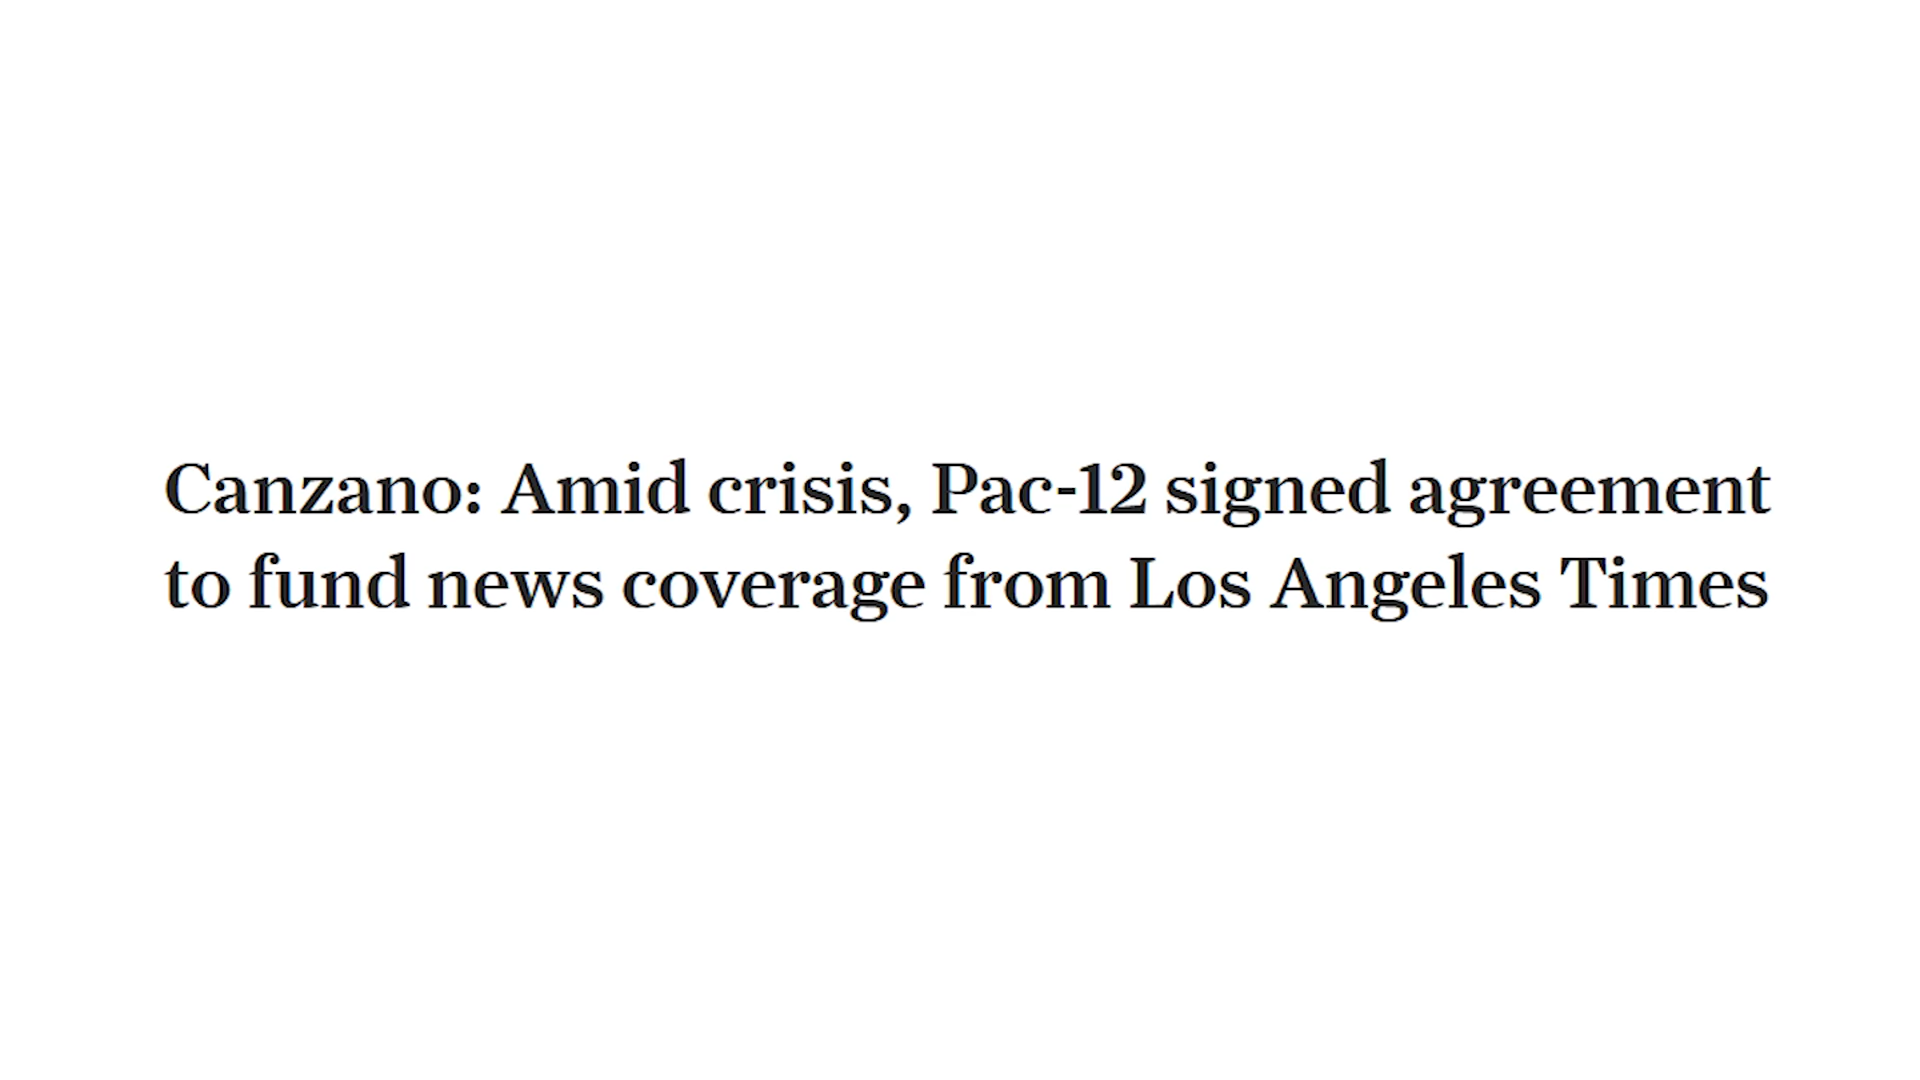 Canzano: Amid crisis, Pac-12 signed agreement
to fund news coverage from Los Angeles Times